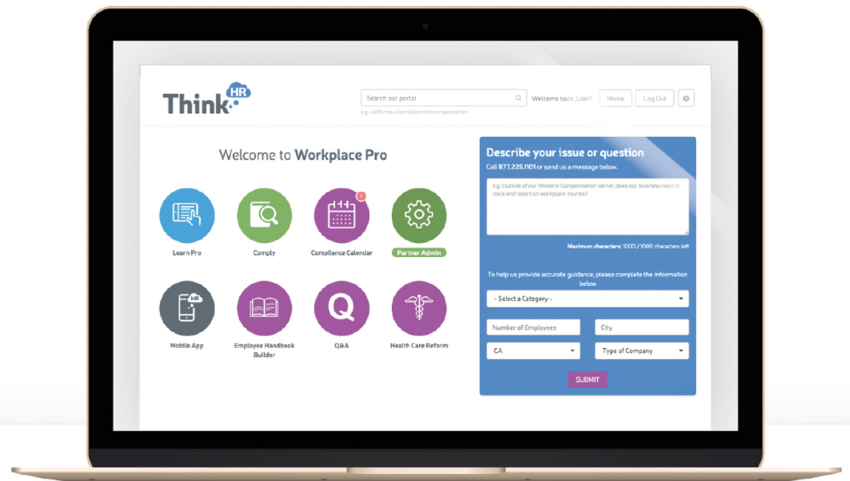 Think HR
Search our portal
Welcome back, User!
Home
Log Out
e.g. california unemployment compensation
Welcome to Workplace Pro
Learn Pro
Comply
1
Compliance Calendar
Partner Admin
HR
Mobile App
Employee Handbook
Builder
Q
Q&A
Health Care Reform
Describe your issue or question
Call 877.225.1101 or send us a message below.
e.g. Outside of our Workers' Compensation carrier, does our business need to
track and report on workplace injuries?
Maximum characters: 1000 / 1000 characters left
To help us provide accurate guidance, please complete the information
below
- Select a Category -
Number of Employees
City
CA
Type of Company
SUBMIT